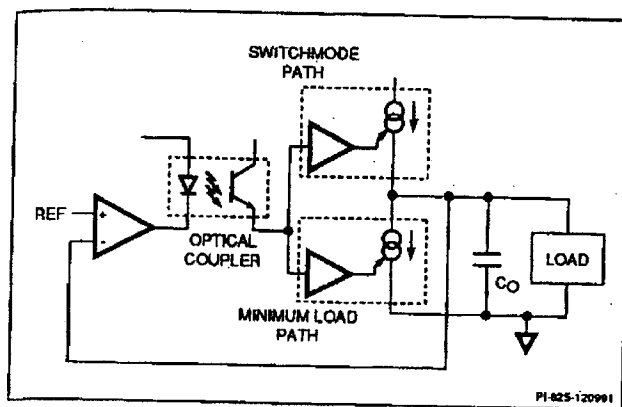 SWITCHMODE
PATH
REF
+
-
OPTICAL
COUPLER
MINIMUM LOAD
PATH
CO
LOAD
PI-825-120991